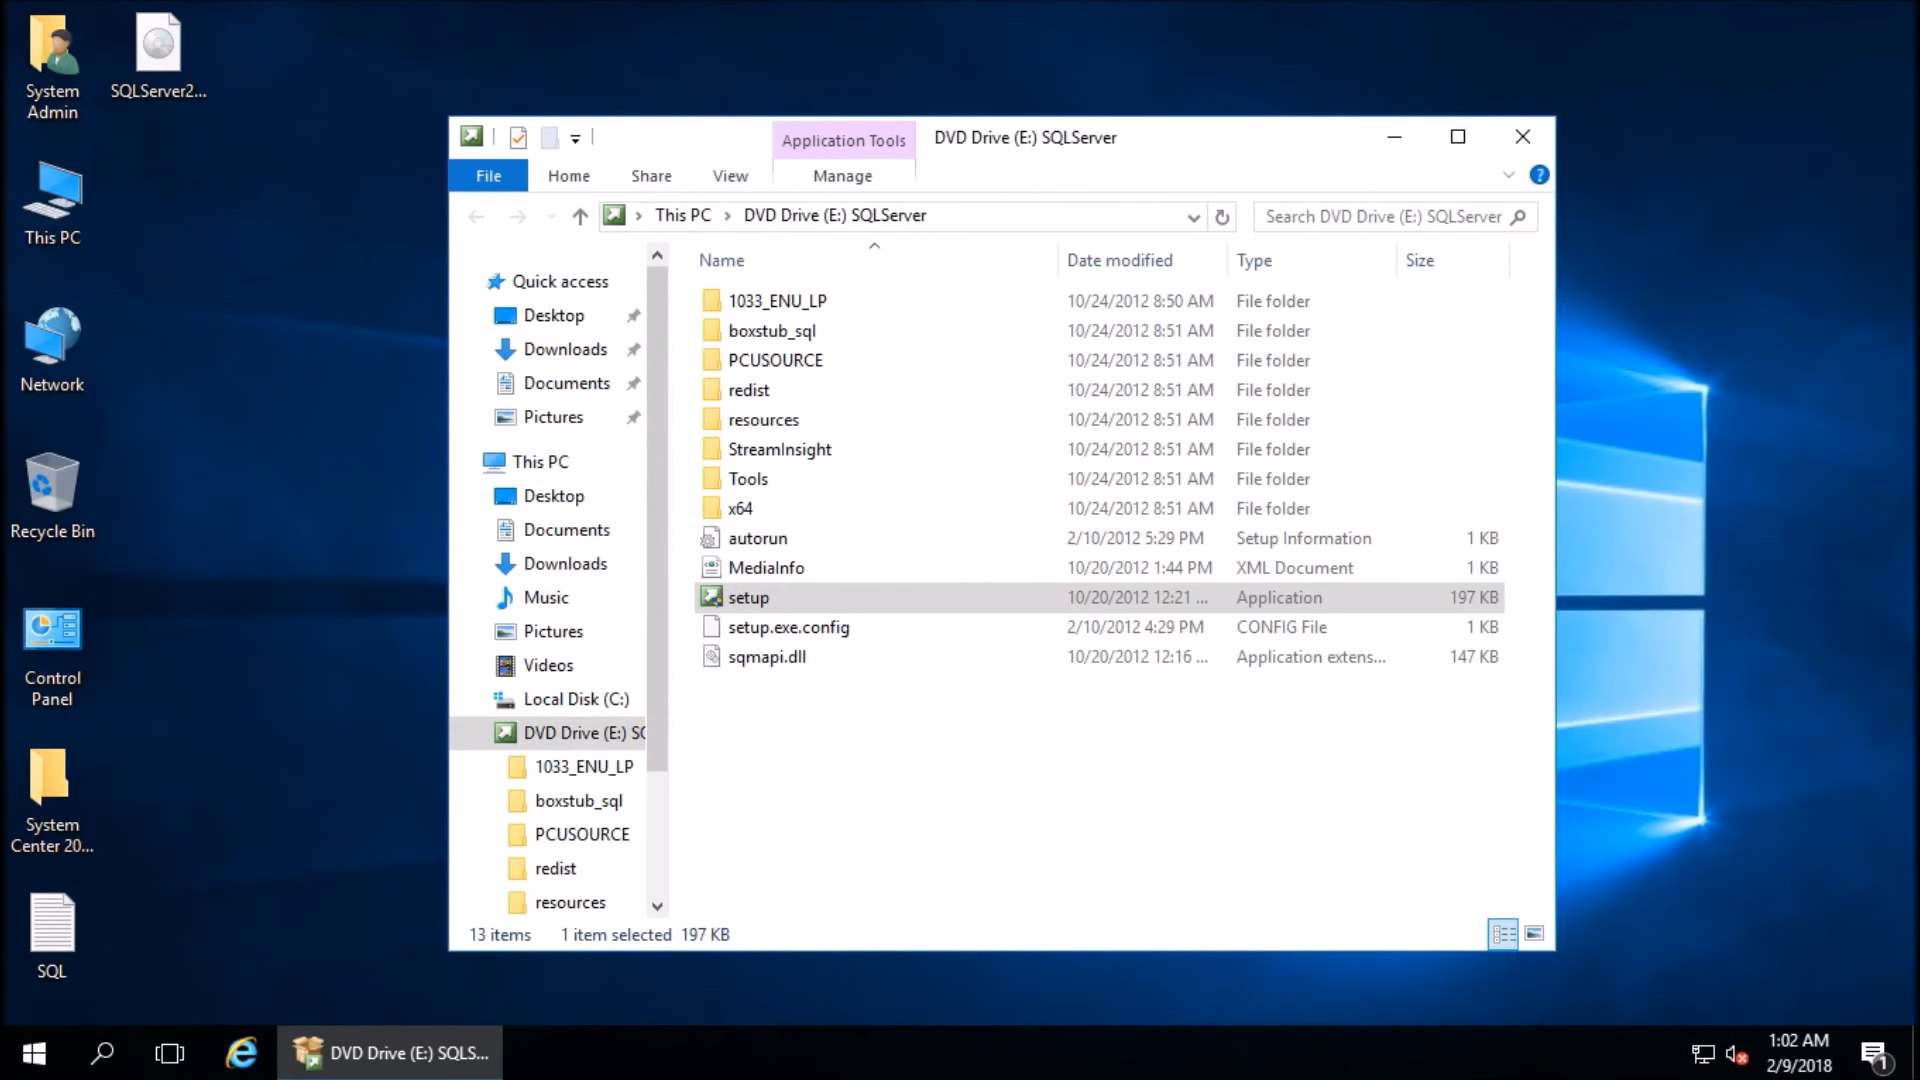 System
Admin
SQLServer2...
This PC
Network
Recycle Bin
Control
Panel
System
Center 20...
SQL
Application Tools
DVD Drive (E:) SQLServer
File
Home
Share
View
Manage
This PC
DVD Drive (E:) SQLServer
Search DVD Drive (E:) SQLServer
Quick access
Desktop
Downloads
Documents
Pictures
This PC
Desktop
Documents
Downloads
Music
Pictures
Videos
Local Disk (C:)
DVD Drive (E:) SQ
1033_ENU_LP
boxstub_sql
PCUSOURCE
redist
resources
Name Date modified Type Size
1033_ENU_LP 10/24/2012 8:50 AM File folder
boxstub_sql 10/24/2012 8:51 AM File folder
PCUSOURCE 10/24/2012 8:51 AM File folder
redist 10/24/2012 8:51 AM File folder
resources 10/24/2012 8:51 AM File folder
StreamInsight 10/24/2012 8:51 AM File folder
Tools 10/24/2012 8:51 AM File folder
x64 10/24/2012 8:51 AM File folder
autorun 2/10/2012 5:29 PM Setup Information 1 KB
MediaInfo 10/20/2012 1:44 PM XML Document 1 KB
setup 10/20/2012 12:21 ... Application 197 KB
setup.exe.config 2/10/2012 4:29 PM CONFIG File 1 KB
sqmapi.dll 10/20/2012 12:16 ... Application extens... 147 KB
13 items 1 item selected 197 KB
DVD Drive (E:) SQLS...
1:02 AM
2/9/2018
1